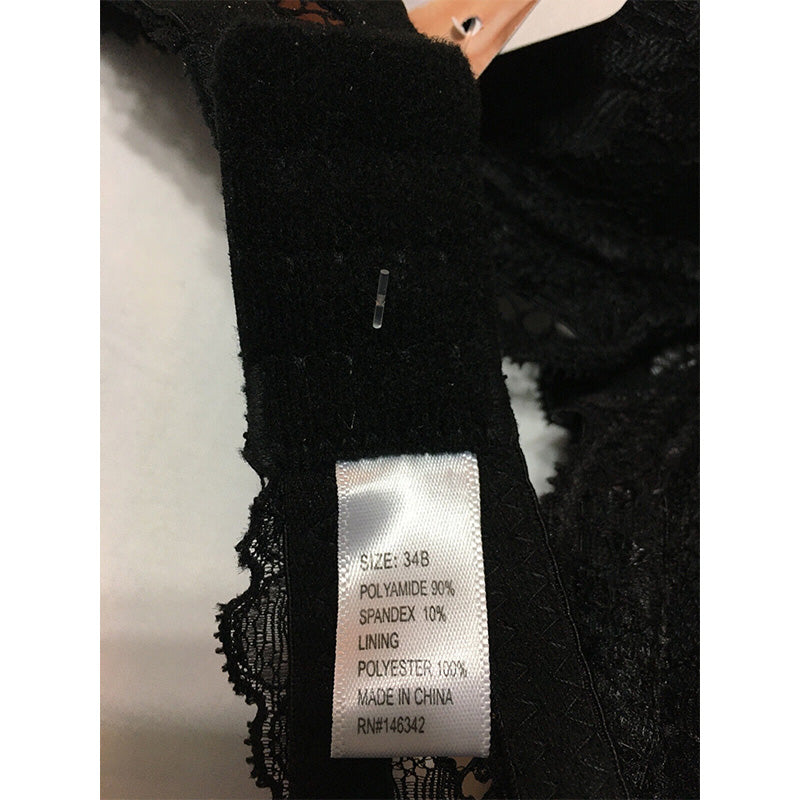 SIZE: 34B
POLYAMIDE 90%
SPANDEX 10%
LINING
POLYESTER 100%
MADE IN CHINA
RN#146342